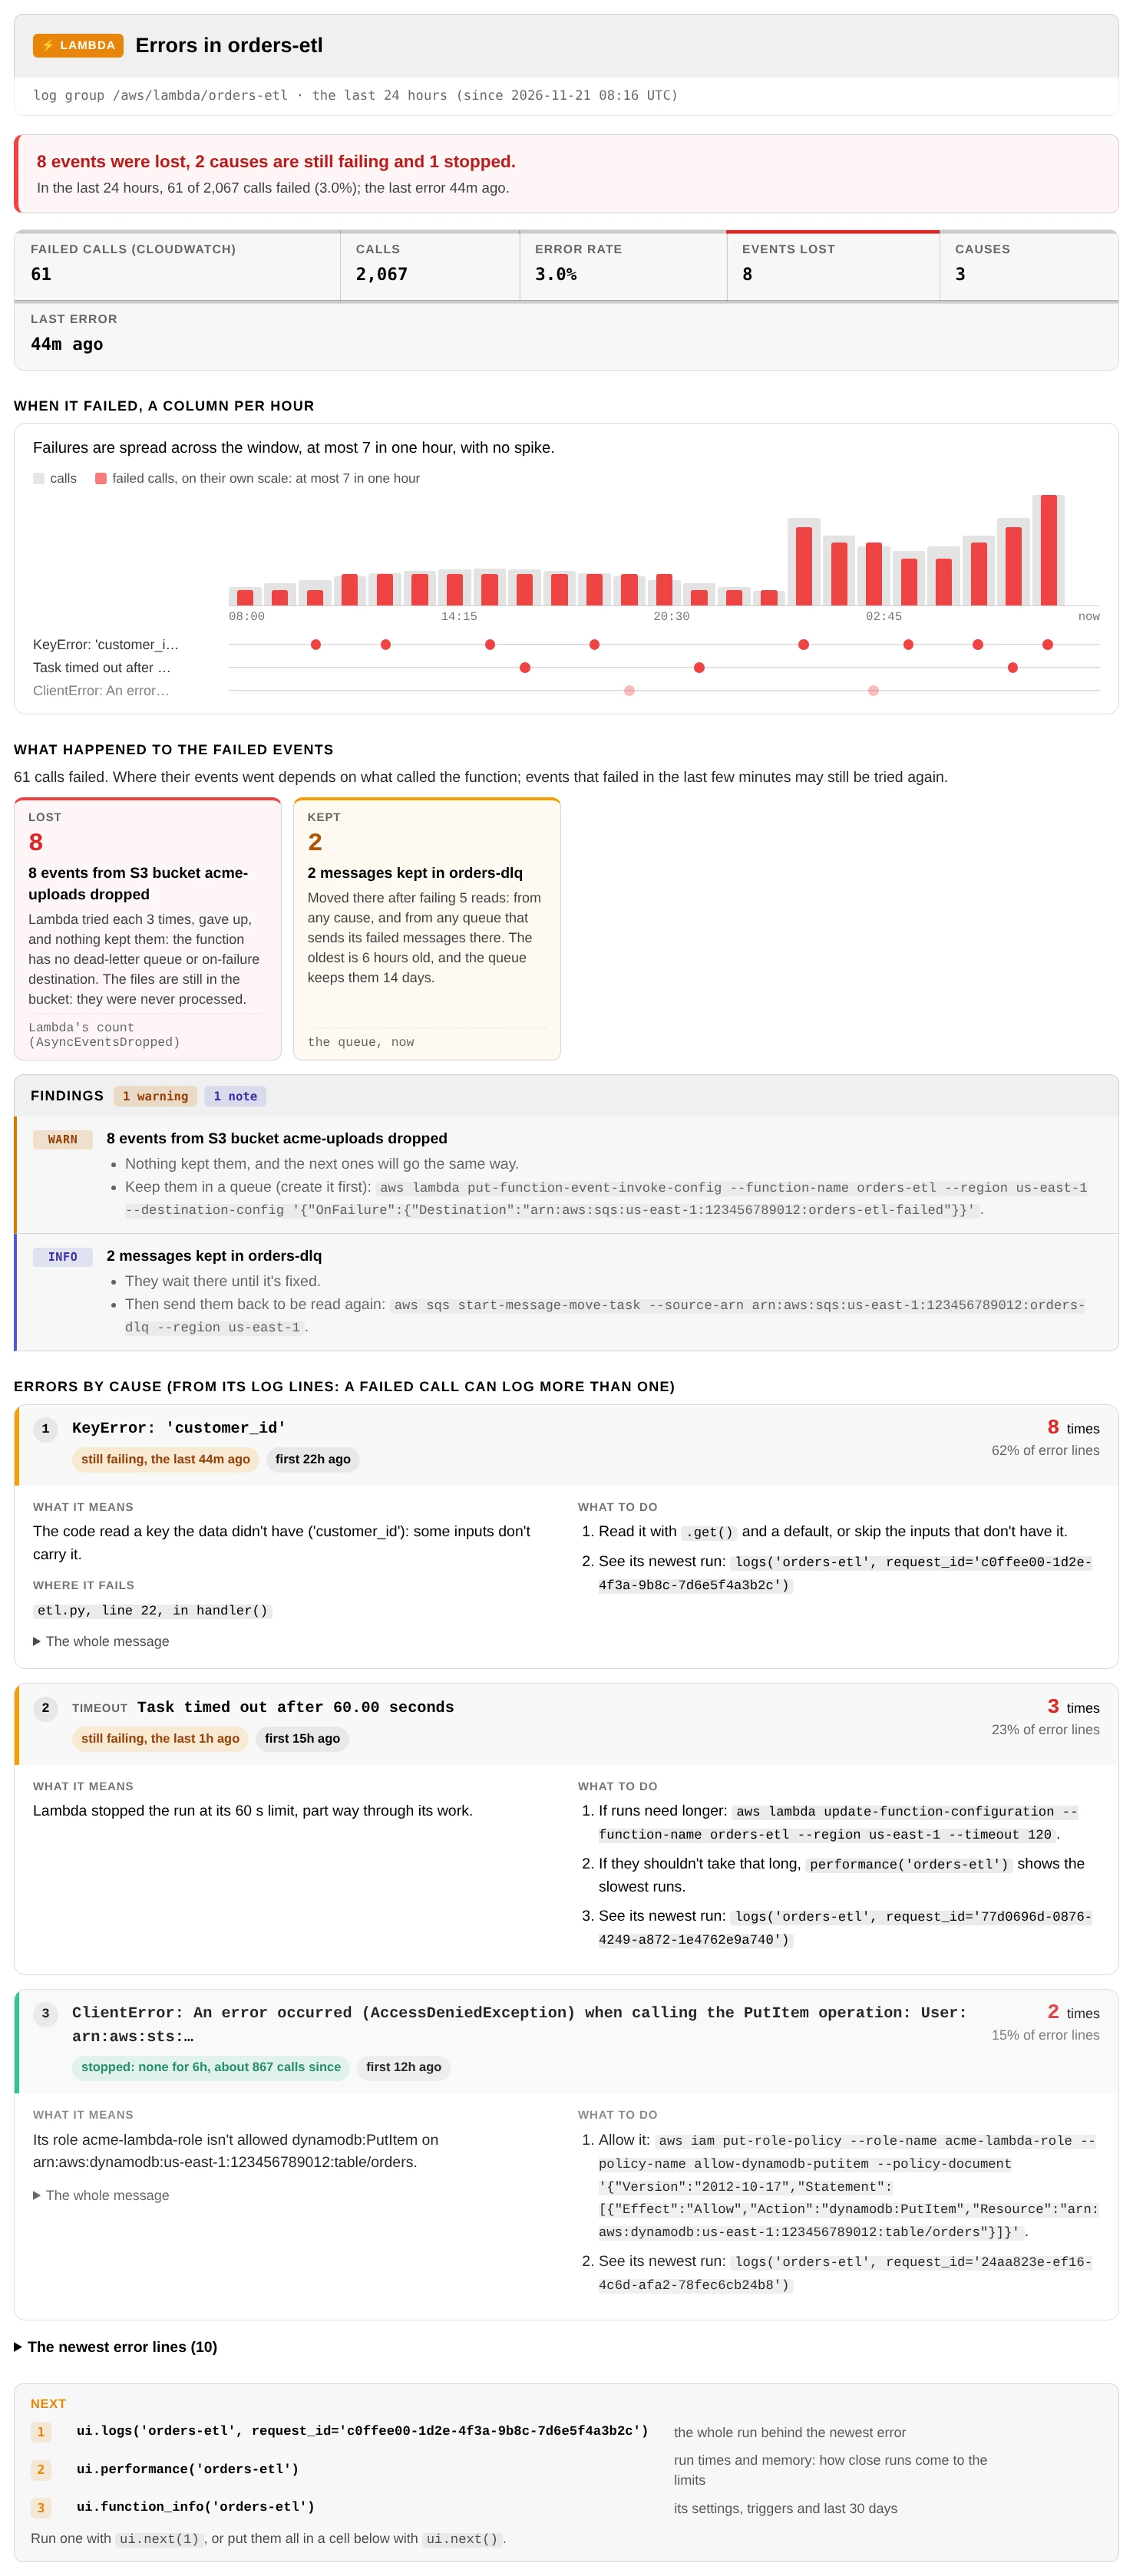 ⚡ LAMBDA Errors in orders-etl
log group /aws/lambda/orders-etl · the last 24 hours (since 2026-11-21 08:16 UTC)
8 events were lost, 2 causes are still failing and 1 stopped.
In the last 24 hours, 61 of 2,067 calls failed (3.0%); the last error 44m ago.
FAILED CALLS (CLOUDWATCH)
61
CALLS
2,067
ERROR RATE
3.0%
EVENTS LOST
8
CAUSES
3
LAST ERROR
44m ago
WHEN IT FAILED, A COLUMN PER HOUR
Failures are spread across the window, at most 7 in one hour, with no spike.
calls failed calls, on their own scale: at most 7 in one hour
08:00 14:15 20:30 02:45 now
KeyError: 'customer_i…
Task timed out after …
ClientError: An error…
WHAT HAPPENED TO THE FAILED EVENTS
61 calls failed. Where their events went depends on what called the function; events that failed in the last few minutes may still be tried again.
LOST
8
8 events from S3 bucket acme-
uploads dropped
Lambda tried each 3 times, gave up,
and nothing kept them: the function
has no dead-letter queue or on-failure
destination. The files are still in the
bucket: they were never processed.
Lambda's count
(AsyncEventsDropped)
KEPT
2
2 messages kept in orders-dlq
Moved there after failing 5 reads: from
any cause, and from any queue that
sends its failed messages there. The
oldest is 6 hours old, and the queue
keeps them 14 days.
the queue, now
FINDINGS 1 warning 1 note
WARN 8 events from S3 bucket acme-uploads dropped
• Nothing kept them, and the next ones will go the same way.
• Keep them in a queue (create it first): aws lambda put-function-event-invoke-config --function-name orders-etl --region us-east-1
--destination-config '{"OnFailure":{"Destination":"arn:aws:sqs:us-east-1:123456789012:orders-etl-failed"}}'.
INFO 2 messages kept in orders-dlq
• They wait there until it's fixed.
• Then send them back to be read again: aws sqs start-message-move-task --source-arn arn:aws:sqs:us-east-1:123456789012:orders-
dlq --region us-east-1.
ERRORS BY CAUSE (FROM ITS LOG LINES: A FAILED CALL CAN LOG MORE THAN ONE)
1 KeyError: 'customer_id'
still failing, the last 44m ago first 22h ago
8 times
62% of error lines
WHAT IT MEANS
The code read a key the data didn't have ('customer_id'): some inputs don't
carry it.
WHERE IT FAILS
etl.py, line 22, in handler()
▶ The whole message
WHAT TO DO
1. Read it with .get() and a default, or skip the inputs that don't have it.
2. See its newest run: logs('orders-etl', request_id='c0ffee00-1d2e-
4f3a-9b8c-7d6e5f4a3b2c')
2 TIMEOUT Task timed out after 60.00 seconds
still failing, the last 1h ago first 15h ago
3 times
23% of error lines
WHAT IT MEANS
Lambda stopped the run at its 60 s limit, part way through its work.
WHAT TO DO
1. If runs need longer: aws lambda update-function-configuration --
function-name orders-etl --region us-east-1 --timeout 120.
2. If they shouldn't take that long, performance('orders-etl') shows the
slowest runs.
3. See its newest run: logs('orders-etl', request_id='77d0696d-0876-
4249-a872-1e4762e9a740')
3 ClientError: An error occurred (AccessDeniedException) when calling the PutItem operation: User:
arn:aws:sts:…
stopped: none for 6h, about 867 calls since first 12h ago
2 times
15% of error lines
WHAT IT MEANS
Its role acme-lambda-role isn't allowed dynamodb:PutItem on
arn:aws:dynamodb:us-east-1:123456789012:table/orders.
▶ The whole message
WHAT TO DO
1. Allow it: aws iam put-role-policy --role-name acme-lambda-role --
policy-name allow-dynamodb-putitem --policy-document
'{"Version":"2012-10-17","Statement":
[{"Effect":"Allow","Action":"dynamodb:PutItem","Resource":"arn:
aws:dynamodb:us-east-1:123456789012:table/orders"}]}'.
2. See its newest run: logs('orders-etl', request_id='24aa823e-ef16-
4c6d-afa2-78fec6cb24b8')
▶ The newest error lines (10)
NEXT
1 ui.logs('orders-etl', request_id='c0ffee00-1d2e-4f3a-9b8c-7d6e5f4a3b2c') the whole run behind the newest error
2 ui.performance('orders-etl') run times and memory: how close runs come to the
limits
3 ui.function_info('orders-etl') its settings, triggers and last 30 days
Run one with ui.next(1), or put them all in a cell below with ui.next().